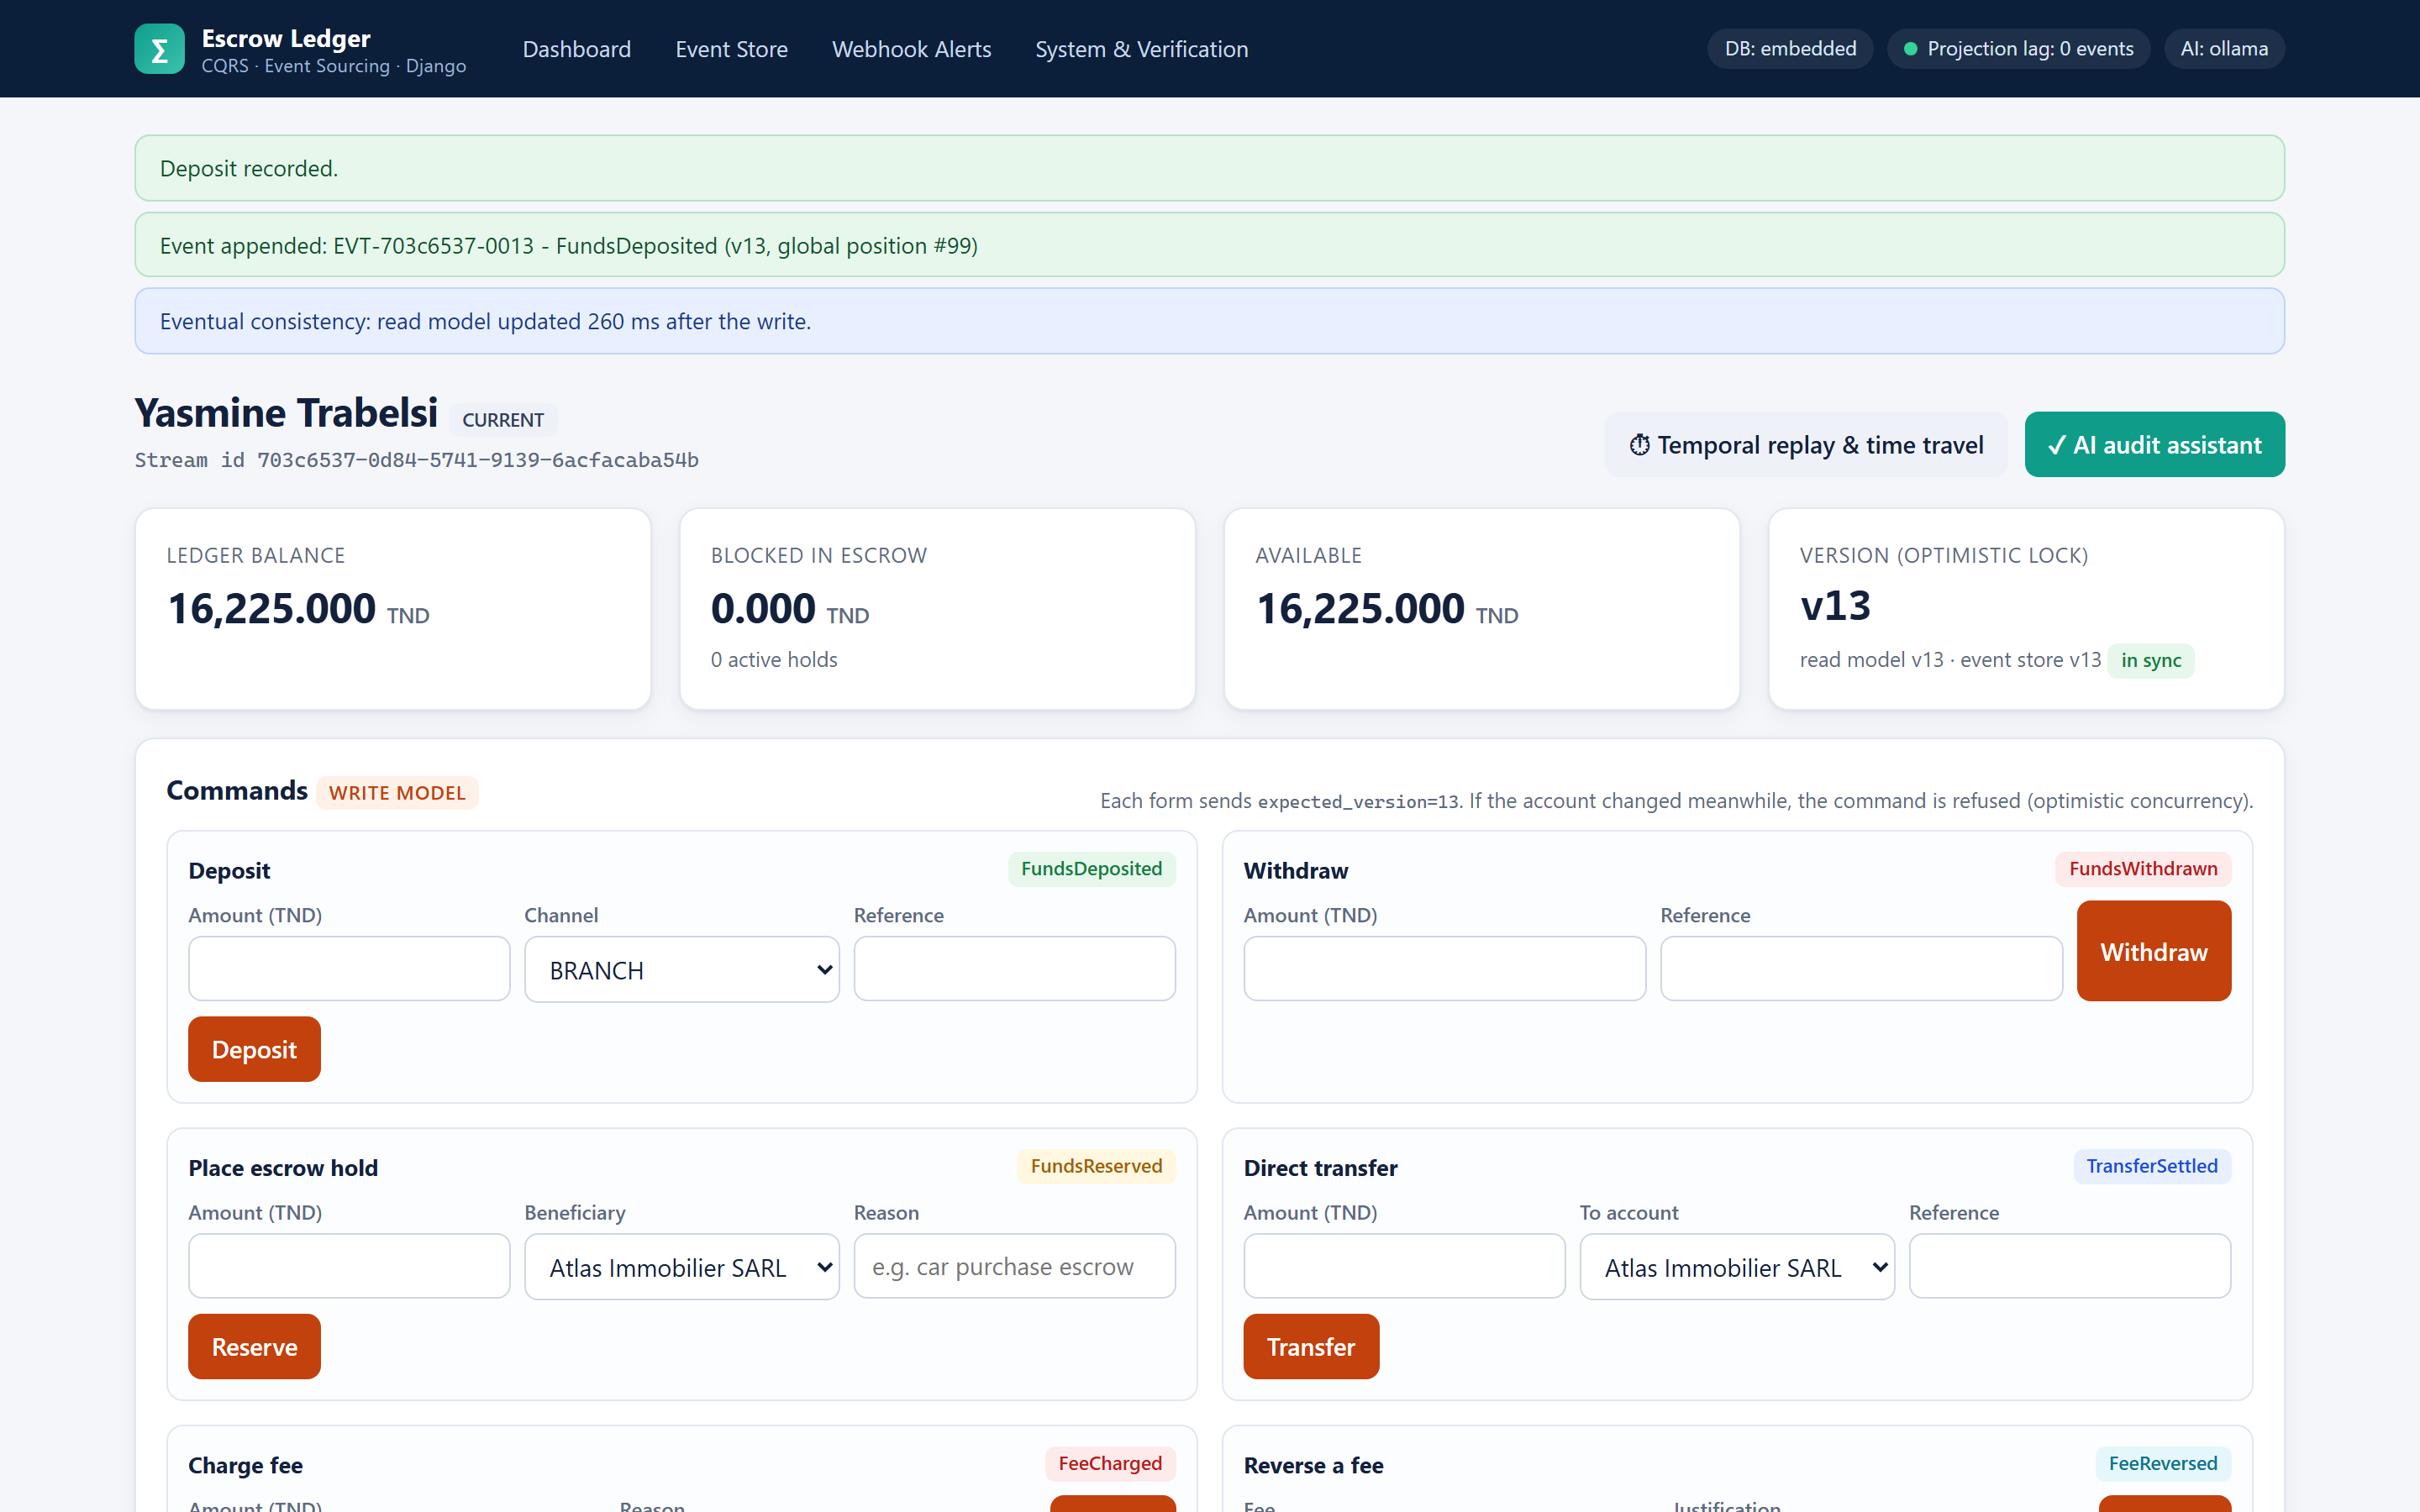 Σ
Escrow Ledger
CQRS · Event Sourcing · Django
Dashboard
Event Store
Webhook Alerts
System & Verification
DB: embedded
Projection lag: 0 events
AI: ollama
Deposit recorded.
Event appended: EVT-703c6537-0013 - FundsDeposited (v13, global position #99)
Eventual consistency: read model updated 260 ms after the write.
Yasmine Trabelsi CURRENT
Stream id 703c6537-0d84-5741-9139-6acfacaba54b
⏱ Temporal replay & time travel
✓ AI audit assistant
LEDGER BALANCE
16,225.000 TND
BLOCKED IN ESCROW
0.000 TND
0 active holds
AVAILABLE
16,225.000 TND
VERSION (OPTIMISTIC LOCK)
v13
read model v13 · event store v13 in sync
Commands WRITE MODEL
Each form sends expected_version=13. If the account changed meanwhile, the command is refused (optimistic concurrency).
Deposit
FundsDeposited
Amount (TND)
Channel
Reference
BRANCH
Deposit
Withdraw
FundsWithdrawn
Amount (TND)
Reference
Withdraw
Place escrow hold
FundsReserved
Amount (TND)
Beneficiary
Reason
Atlas Immobilier SARL
e.g. car purchase escrow
Reserve
Direct transfer
TransferSettled
Amount (TND)
To account
Reference
Atlas Immobilier SARL
Transfer
Charge fee
FeeCharged
Amount (TND)
Reason
Reverse a fee
FeeReversed
Fee
Justification